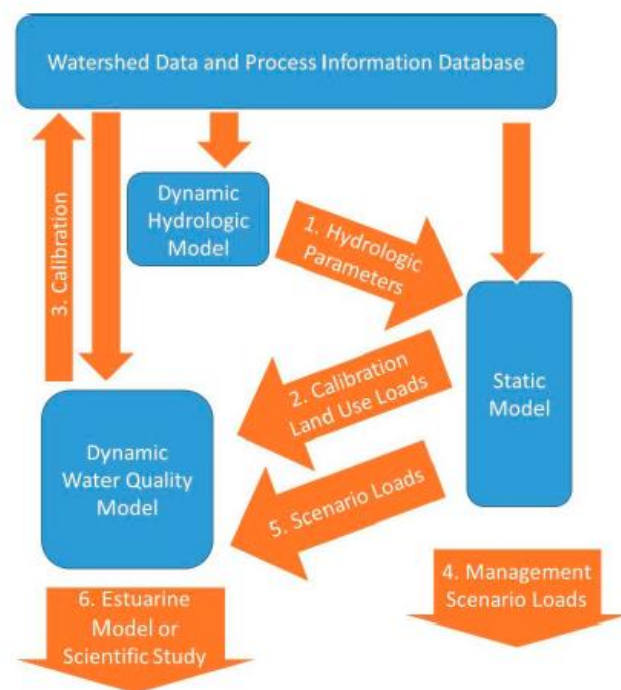 Watershed Data and Process Information Database
Dynamic
Hydrologic
Model
1. Hydrologic
Parameters
3. Calibration
2. Calibration
Land Use Loads
Static
Model
Dynamic
Water Quality
Model
5. Scenario Loads
4. Management
Scenario Loads
6. Estuarine
Model or
Scientific Study